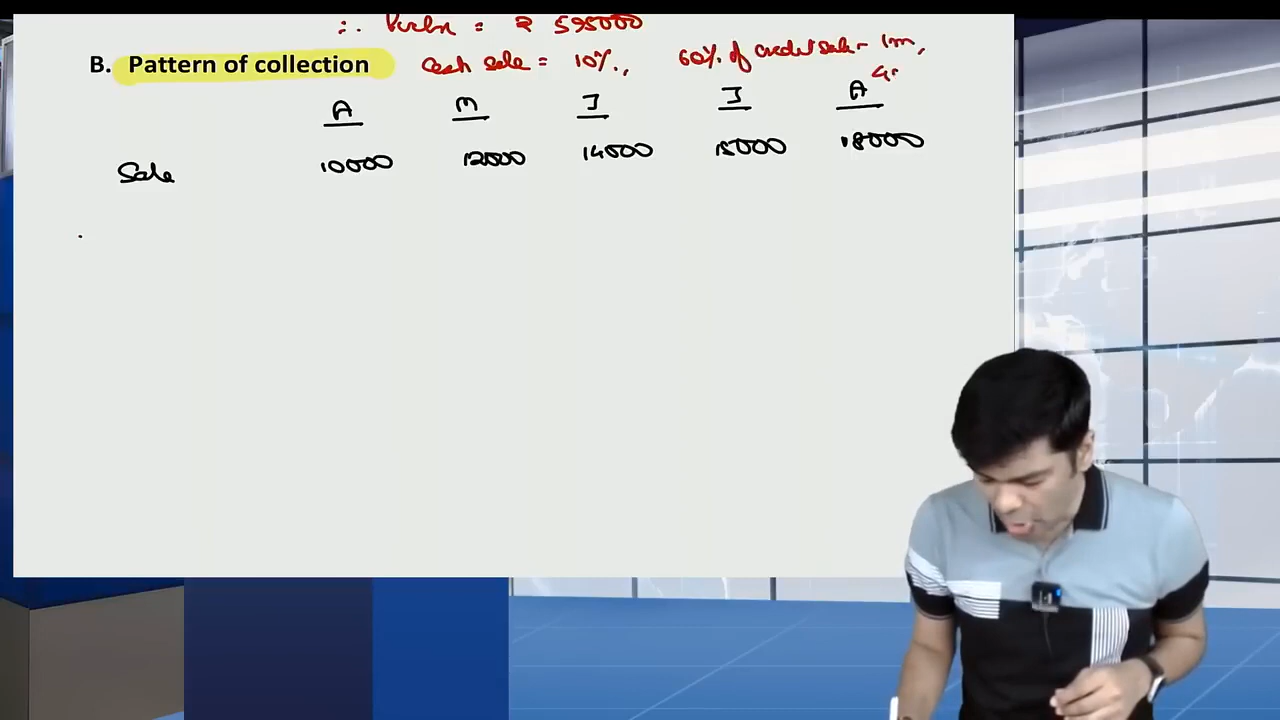 ∴ Purchase = ₹ 595000
B. Pattern of collection cash sale = 10%, 60% of credit sale - 1m,
A M J J A
Sale 10000 12000 14000 15000 18000